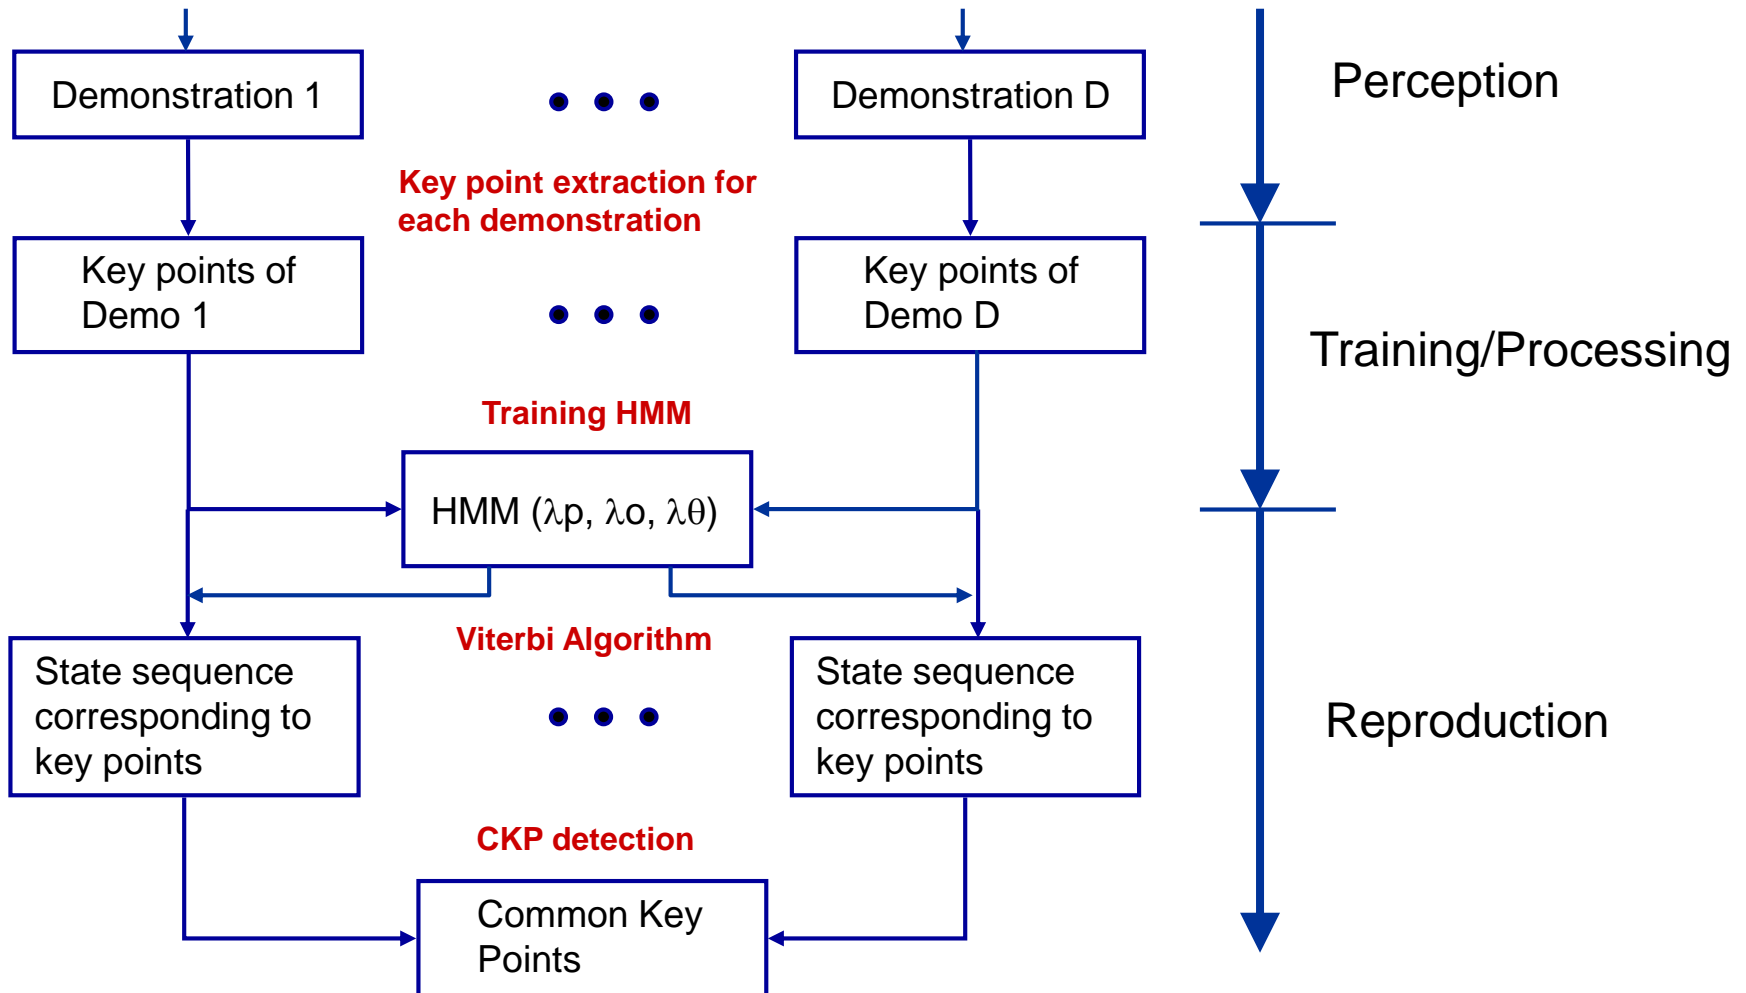 Demonstration 1
Demonstration D
Perception
Key point extraction for
each demonstration
Key points of
Demo 1
Key points of
Demo D
Training/Processing
Training HMM
HMM (λp, λo, λθ)
Viterbi Algorithm
State sequence
corresponding to
key points
State sequence
corresponding to
key points
Reproduction
CKP detection
Common Key
Points